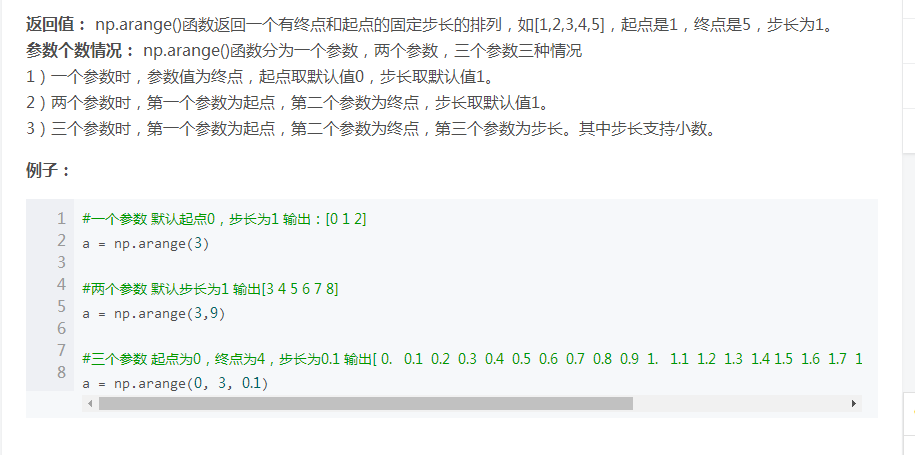 返回值： np.arange()函数返回一个有终点和起点的固定步长的排列，如[1,2,3,4,5]，起点是1，终点是5，步长为1。
参数个数情况： np.arange()函数分为一个参数，两个参数，三个参数三种情况
1）一个参数时，参数值为终点，起点取默认值0，步长取默认值1。
2）两个参数时，第一个参数为起点，第二个参数为终点，步长取默认值1。
3）三个参数时，第一个参数为起点，第二个参数为终点，第三个参数为步长。其中步长支持小数。
例子：
1 #一个参数 默认起点0，步长为1 输出：[0 1 2]
2 a = np.arange(3)
3
4 #两个参数 默认步长为1 输出[3 4 5 6 7 8]
5 a = np.arange(3,9)
6
7 #三个参数 起点为0，终点为4，步长为0.1 输出[ 0. 0.1 0.2 0.3 0.4 0.5 0.6 0.7 0.8 0.9 1. 1.1 1.2 1.3 1.4 1.5 1.6 1.7 1
8 a = np.arange(0, 3, 0.1)